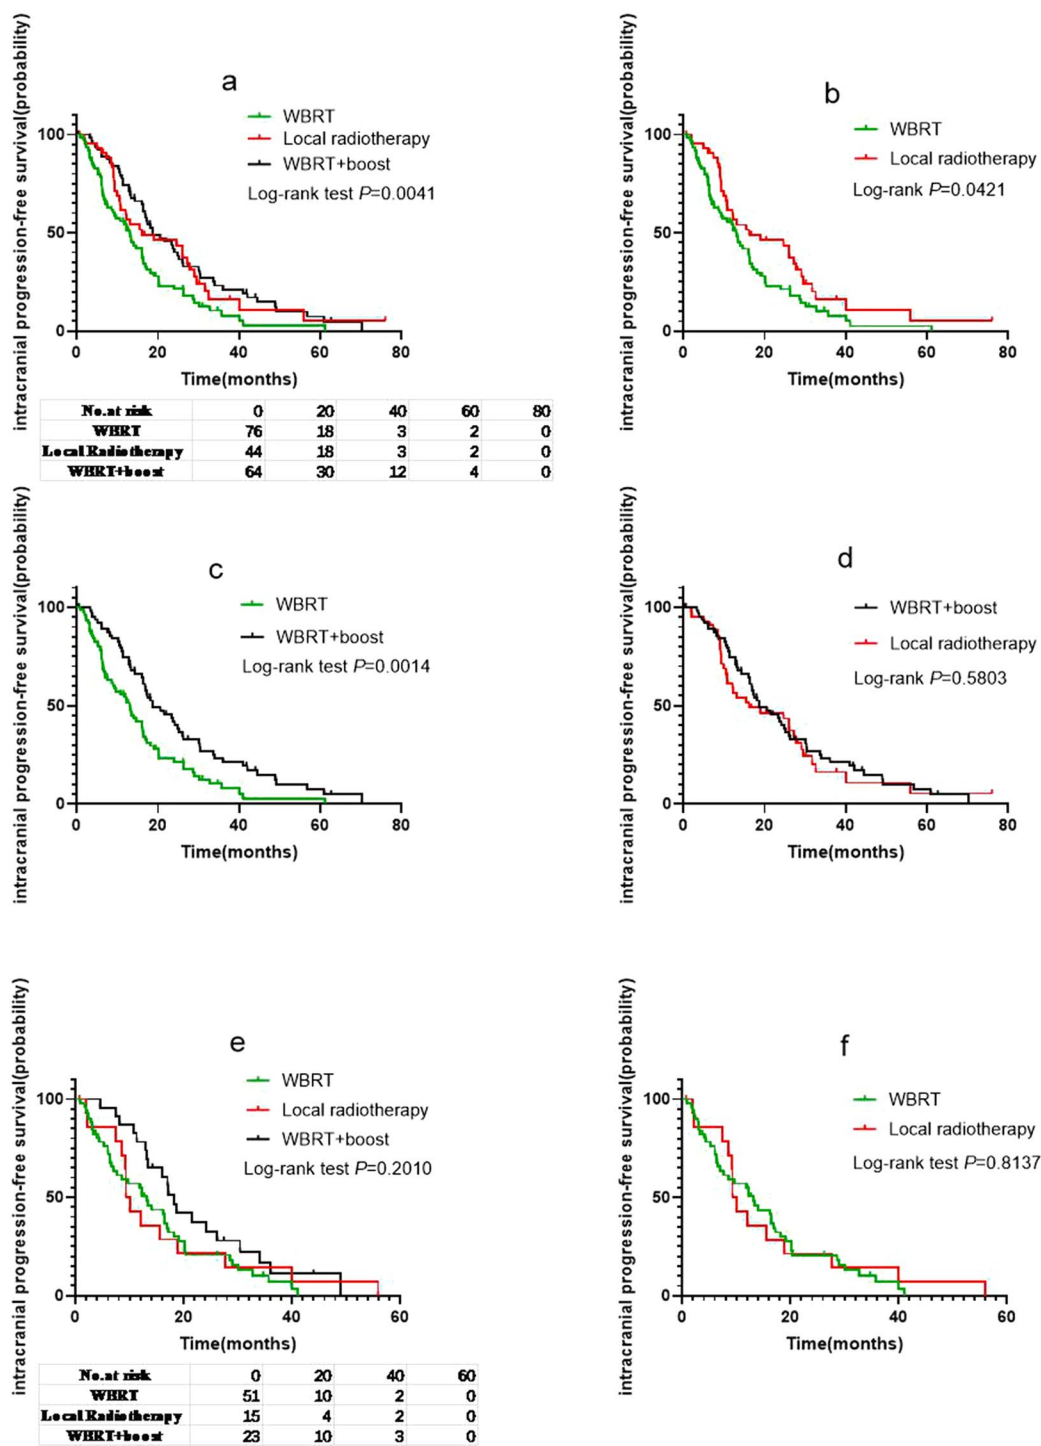 a
WBRT
Local radiotherapy
WBRT+boost
Log-rank test P=0.0041
intracranial progression-free survival(probability)
100
50
0
0 20 40 60 80
Time(months)
No.at risk 0 20 40 60 80
WBRT 76 18 3 2 0
Local Radiotherapy 44 18 3 2 0
WBRT+boost 64 30 12 4 0
b
WBRT
Local radiotherapy
Log-rank P=0.0421
intracranial progression-free survival(probability)
100
50
0
0 20 40 60 80
Time(months)
c
WBRT
WBRT+boost
Log-rank test P=0.0014
intracranial progression-free survival(probability)
100
50
0
0 20 40 60 80
Time(months)
d
WBRT+boost
Local radiotherapy
Log-rank P=0.5803
intracranial progression-free survival(probability)
100
50
0
0 20 40 60 80
Time(months)
e
WBRT
Local radiotherapy
WBRT+boost
Log-rank test P=0.2010
intracranial progression-free survival(probability)
100
50
0
0 20 40 60
Time(months)
No.at risk 0 20 40 60
WBRT 51 10 2 0
Local Radiotherapy 15 4 2 0
WBRT+boost 23 10 3 0
f
WBRT
Local radiotherapy
Log-rank test P=0.8137
intracranial progression-free survival(probability)
100
50
0
0 20 40 60
Time(months)